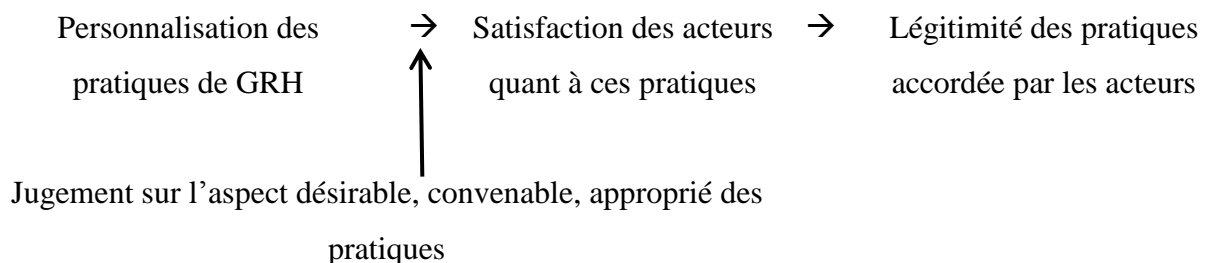 Personnalisation des → Satisfaction des acteurs → Légitimité des pratiques
pratiques de GRH quant à ces pratiques accordée par les acteurs
Jugement sur l’aspect désirable, convenable, approprié des
pratiques